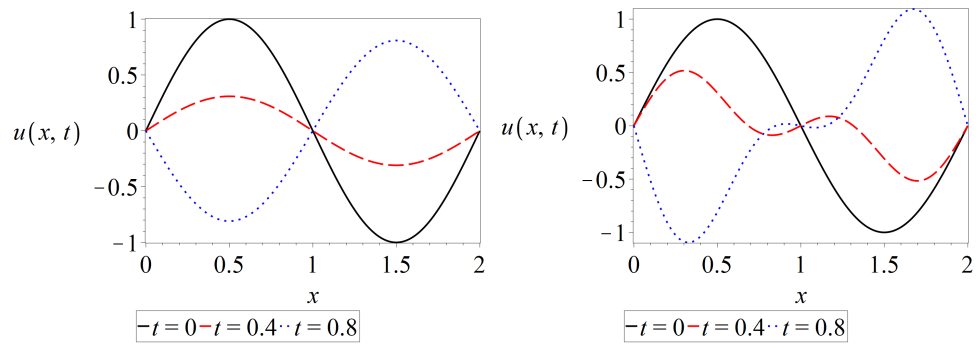 1
0.5
u(x, t)
0
−0.5
−1
0 0.5 1 1.5 2
x
t = 0 t = 0.4 t = 0.8
1
0.5
u(x, t)
0
−0.5
−1
0 0.5 1 1.5 2
x
t = 0 t = 0.4 t = 0.8